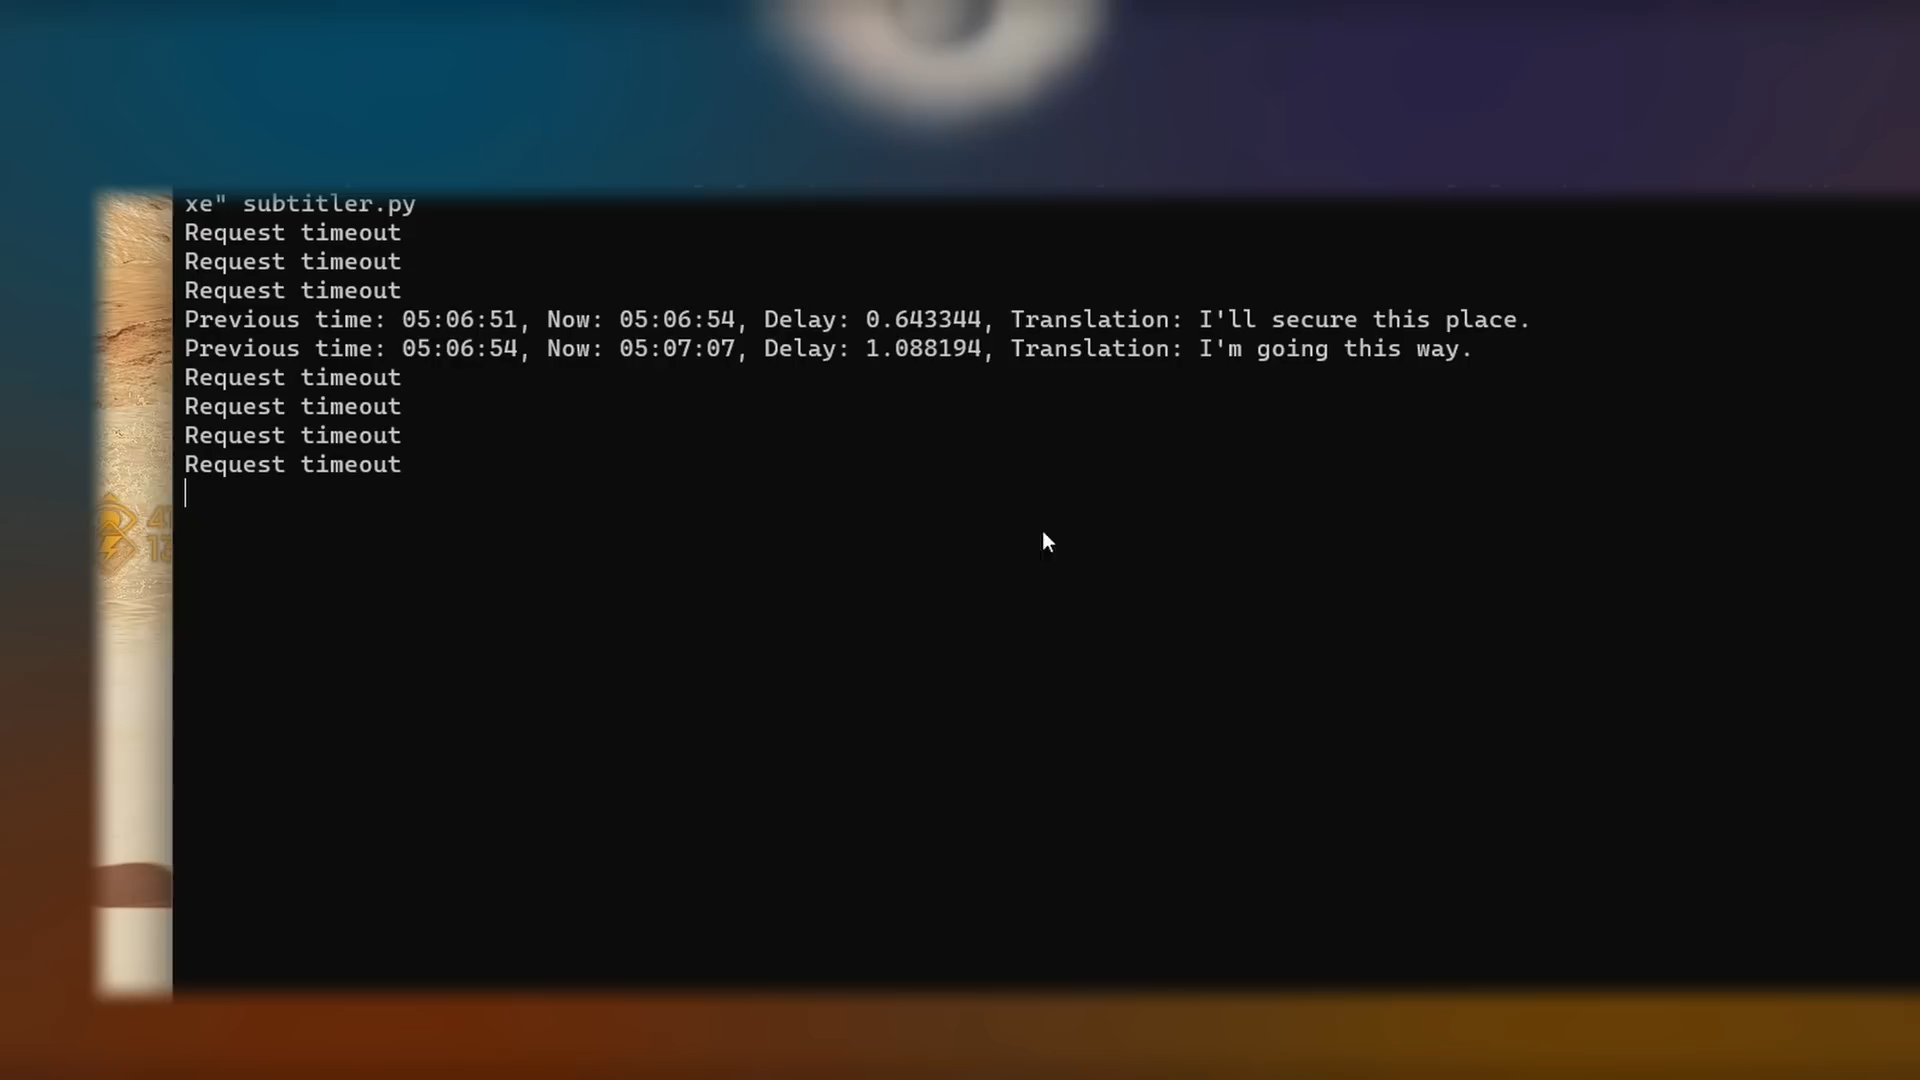 xe" subtitler.py
Request timeout
Request timeout
Request timeout
Previous time: 05:06:51, Now: 05:06:54, Delay: 0.643344, Translation: I'll secure this place.
Previous time: 05:06:54, Now: 05:07:07, Delay: 1.088194, Translation: I'm going this way.
Request timeout
Request timeout
Request timeout
Request timeout